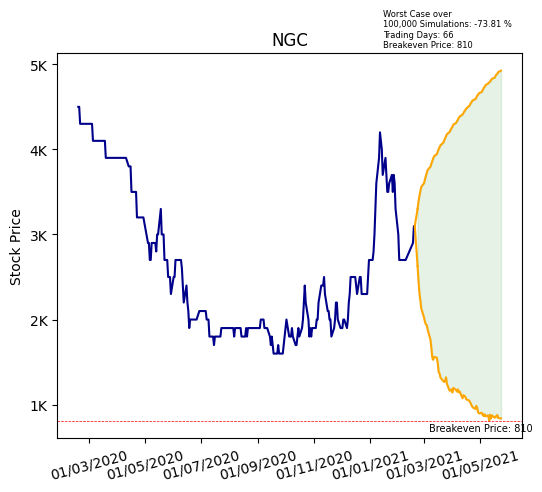 Worst Case over
100,000 Simulations: -73.81 %
Trading Days: 66
Breakeven Price: 810
NGC
5K
4K
3K
2K
1K
Stock Price
Breakeven Price: 810
01/03/2020
01/05/2020
01/07/2020
01/09/2020
01/11/2020
01/01/2021
01/03/2021
01/05/2021